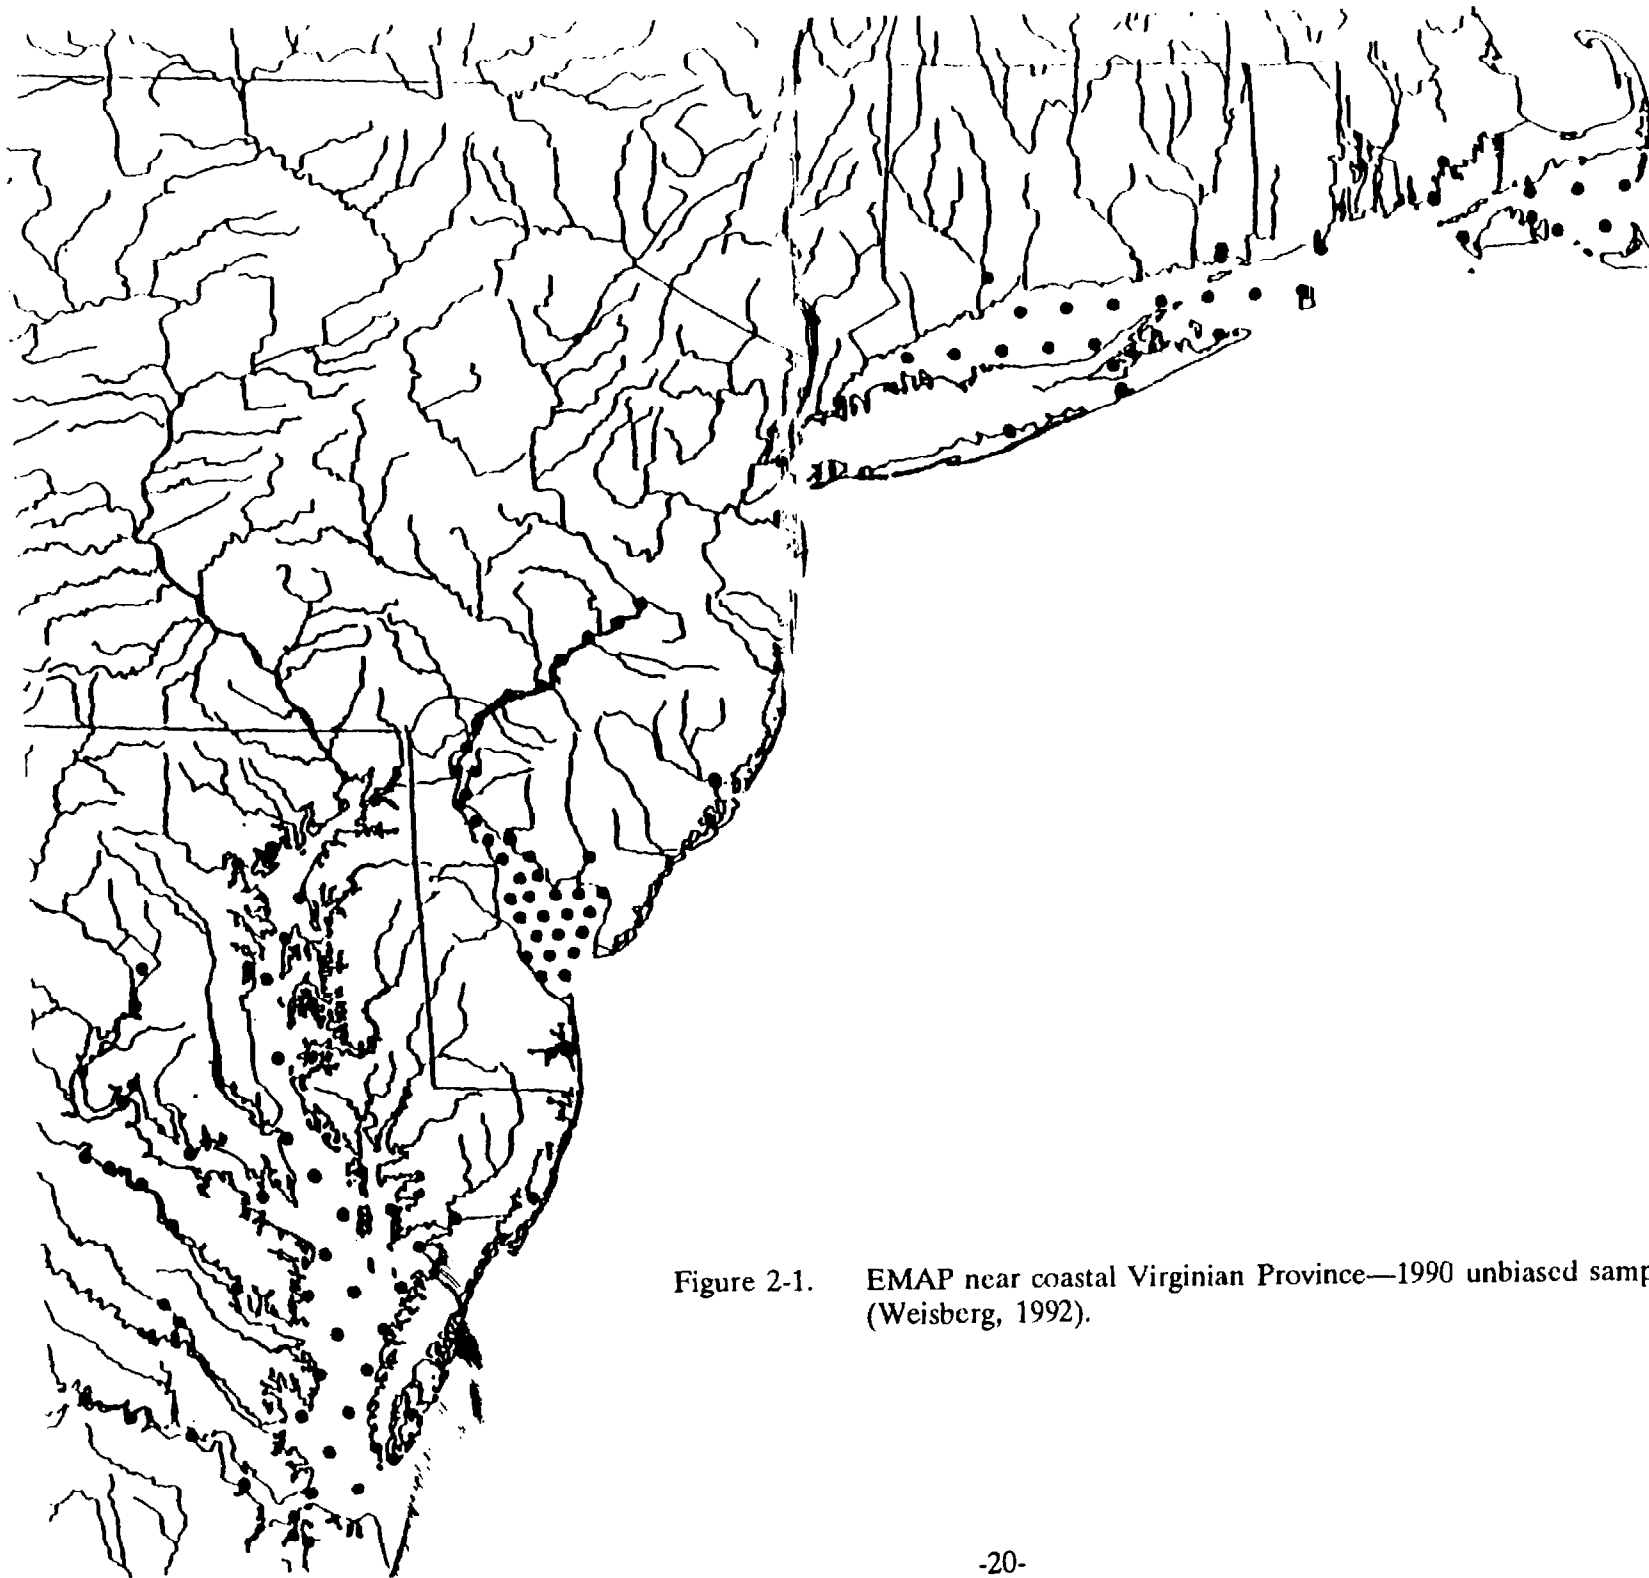 Figure 2-1. EMAP near coastal Virginian Province—1990 unbiased samp
(Weisberg, 1992).
-20-